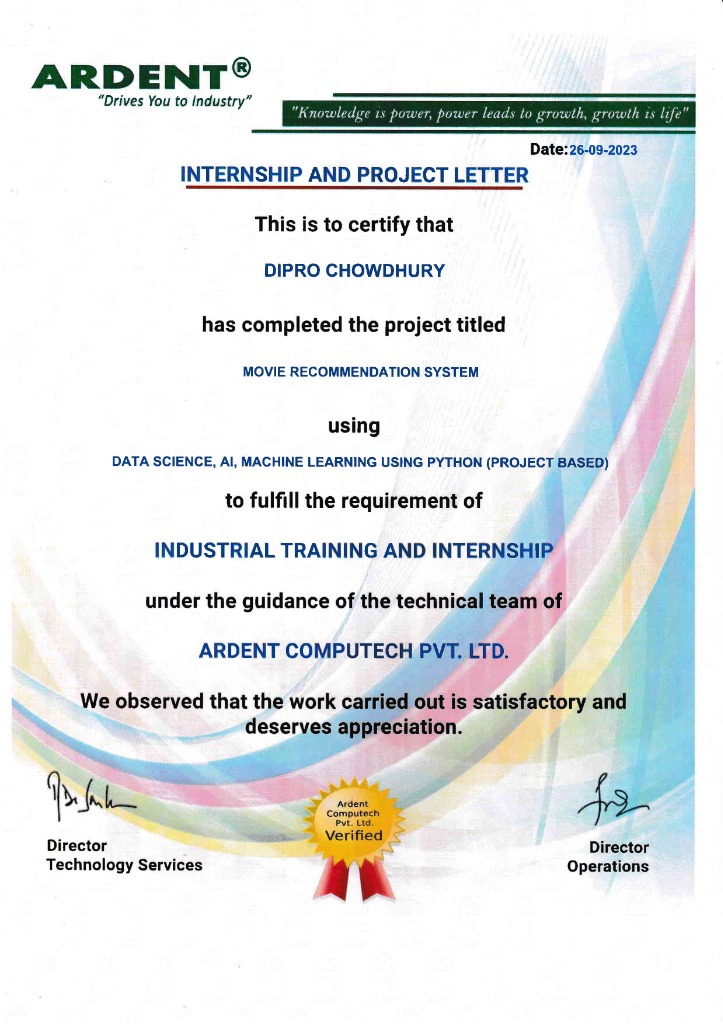 ARDENT®
"Drives You to Industry"
"Knowledge is power, power leads to growth, growth is life"
Date:26-09-2023
INTERNSHIP AND PROJECT LETTER
This is to certify that
DIPRO CHOWDHURY
has completed the project titled
MOVIE RECOMMENDATION SYSTEM
using
DATA SCIENCE, AI, MACHINE LEARNING USING PYTHON (PROJECT BASED)
to fulfill the requirement of
INDUSTRIAL TRAINING AND INTERNSHIP
under the guidance of the technical team of
ARDENT COMPUTECH PVT. LTD.
We observed that the work carried out is satisfactory and
deserves appreciation.
Ardent
Computech
Pvt. Ltd.
Verified
Director
Technology Services
Director
Operations